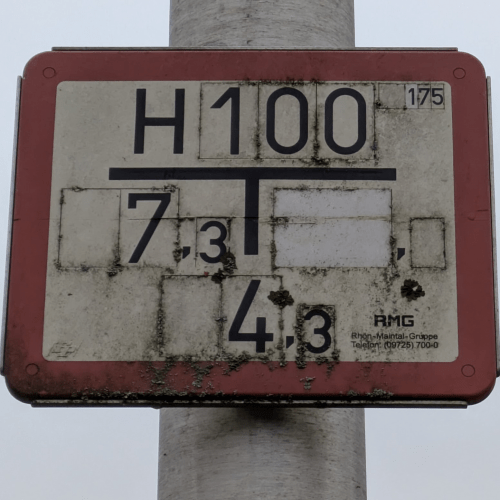 H100 175
7,3 ,
4,3
RMG
Rhön-Maintal-Gruppe
Telefon: (09725) 700-0